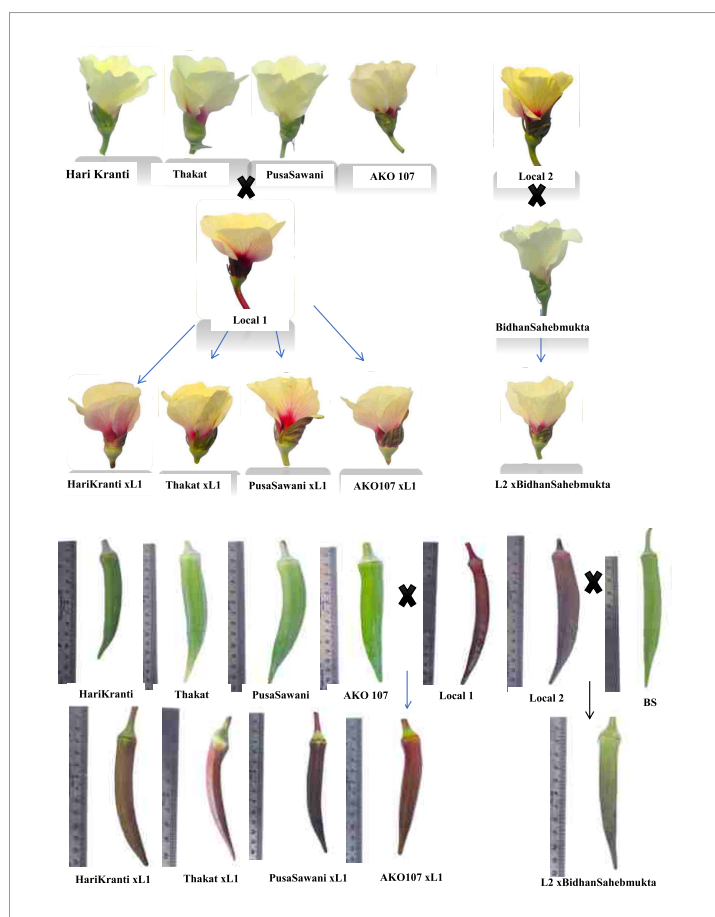 Hari Kranti
Thakat
PusaSawani
AKO 107
Local 2
Local 1
BidhanSahebmukta
HariKranti xL1
Thakat xL1
PusaSawani xL1
AKO107 xL1
L2 xBidhanSahebmukta
HariKranti
Thakat
PusaSawani
AKO 107
Local 1
Local 2
BS
HariKranti xL1
Thakat xL1
PusaSawani xL1
AKO107 xL1
L2 xBidhanSahebmukta